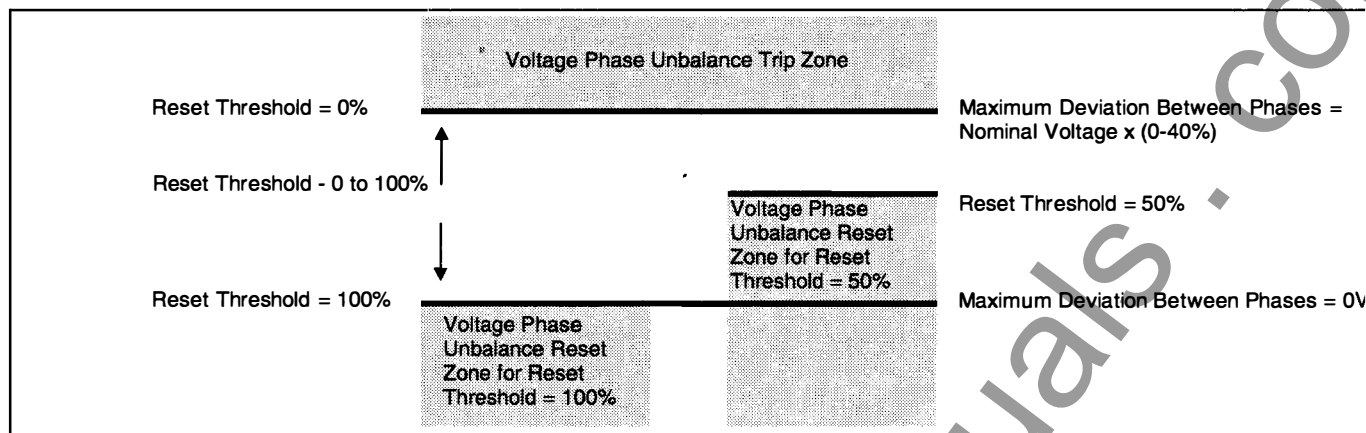 Voltage Phase Unbalance Trip Zone
Reset Threshold = 0%
Maximum Deviation Between Phases =
Nominal Voltage x (0-40%)
Reset Threshold - 0 to 100%
Reset Threshold = 50%
Voltage Phase
Unbalance Reset
Zone for Reset
Threshold = 50%
Reset Threshold = 100%
Maximum Deviation Between Phases = 0V
Voltage Phase
Unbalance Reset
Zone for Reset
Threshold = 100%
uals . co